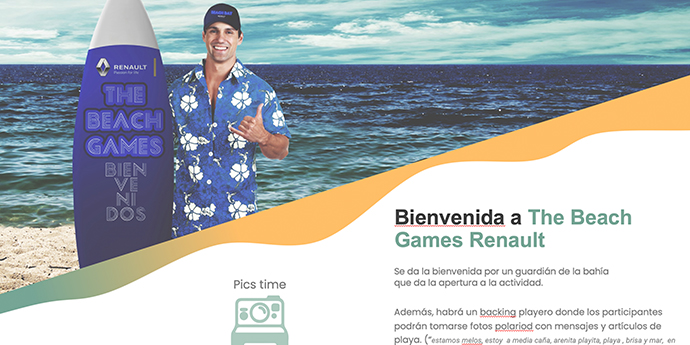 RENAULT
Passion for life
THE
BEACH
GAMES
BIEN
VE
NI
DOS
Bienvenida a The Beach
Games Renault
Se da la bienvenida por un guardián de la bahía
que da la apertura a la actividad.
Pics time
Además, habrá un backing playero donde los participantes
podrán tomarse fotos polariod con mensajes y artículos de
playa. ("estamos melos, estoy a media caña, arenita playita, playa , brisa y mar, en